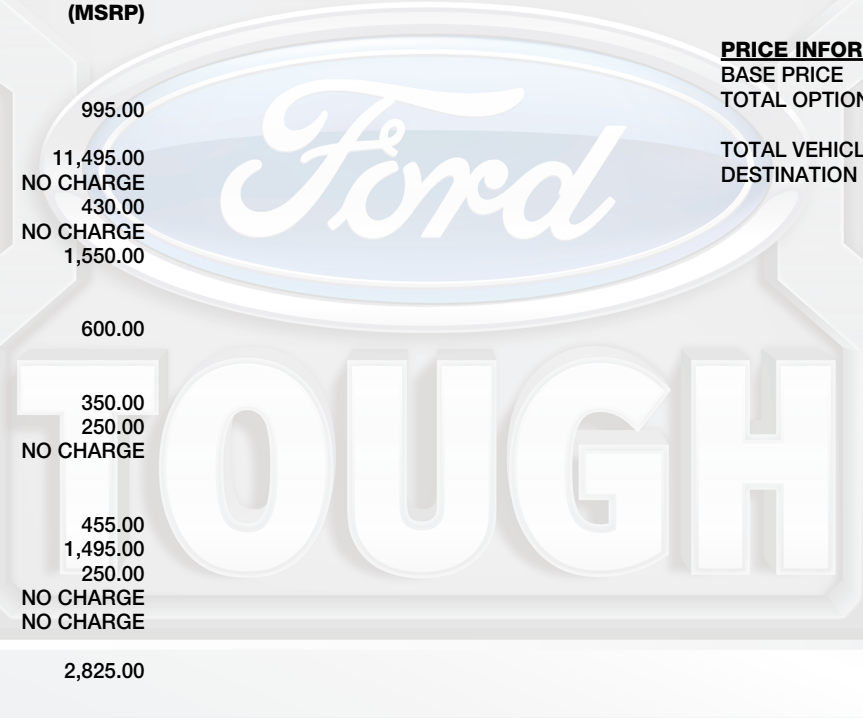 (MSRP)
995.00
11,495.00
NO CHARGE
430.00
NO CHARGE
1,550.00
600.00
350.00
250.00
NO CHARGE
455.00
1,495.00
250.00
NO CHARGE
NO CHARGE
2,825.00
PRICE INFOR
BASE PRICE
TOTAL OPTION
TOTAL VEHICL
DESTINATION
Ford
TOUGH